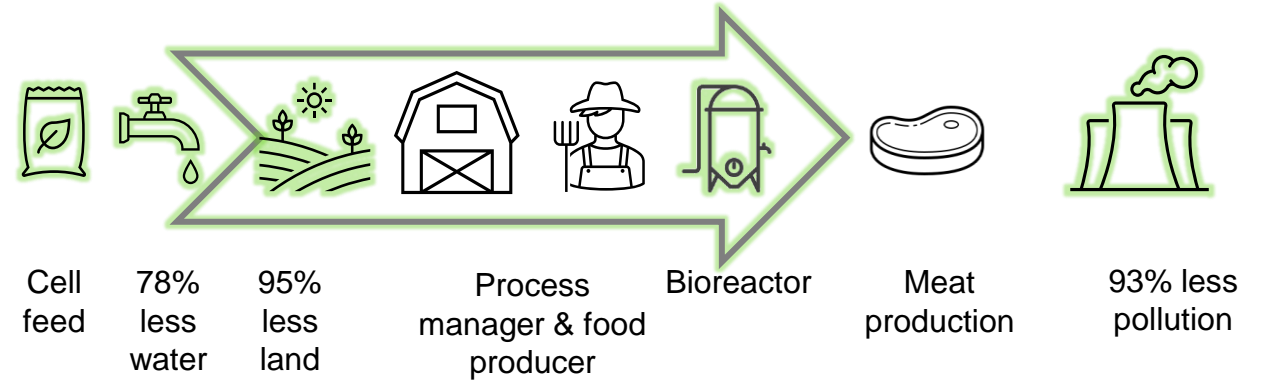 Cell
feed
78%
less
water
95%
less
land
Process
manager & food
producer
Bioreactor
Meat
production
93% less
pollution